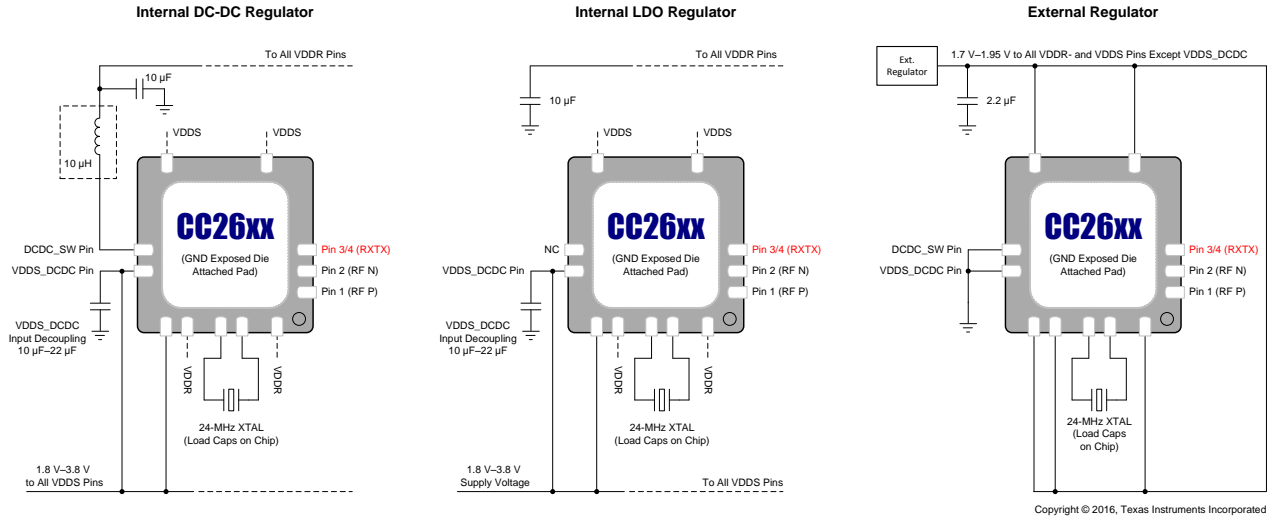 Internal DC-DC Regulator
To All VDDR Pins
10 µF
10 µH
VDDS
VDDS
CC26xx
(GND Exposed Die
Attached Pad)
DCDC_SW Pin
VDDS_DCDC Pin
Pin 3/4 (RXTX)
Pin 2 (RF N)
Pin 1 (RF P)
VDDS_DCDC
Input Decoupling
10 µF–22 µF
VDDR
VDDR
24-MHz XTAL
(Load Caps on Chip)
1.8 V–3.8 V
to All VDDS Pins
Internal LDO Regulator
To All VDDR Pins
10 µF
VDDS
VDDS
CC26xx
(GND Exposed Die
Attached Pad)
NC
VDDS_DCDC Pin
Pin 3/4 (RXTX)
Pin 2 (RF N)
Pin 1 (RF P)
VDDS_DCDC
Input Decoupling
10 µF–22 µF
VDDR
VDDR
24-MHz XTAL
(Load Caps on Chip)
1.8 V–3.8 V
Supply Voltage
To All VDDS Pins
External Regulator
Ext.
Regulator
1.7 V–1.95 V to All VDDR- and VDDS Pins Except VDDS_DCDC
2.2 µF
CC26xx
(GND Exposed Die
Attached Pad)
DCDC_SW Pin
VDDS_DCDC Pin
Pin 3/4 (RXTX)
Pin 2 (RF N)
Pin 1 (RF P)
24-MHz XTAL
(Load Caps
on Chip)
Copyright © 2016, Texas Instruments Incorporated